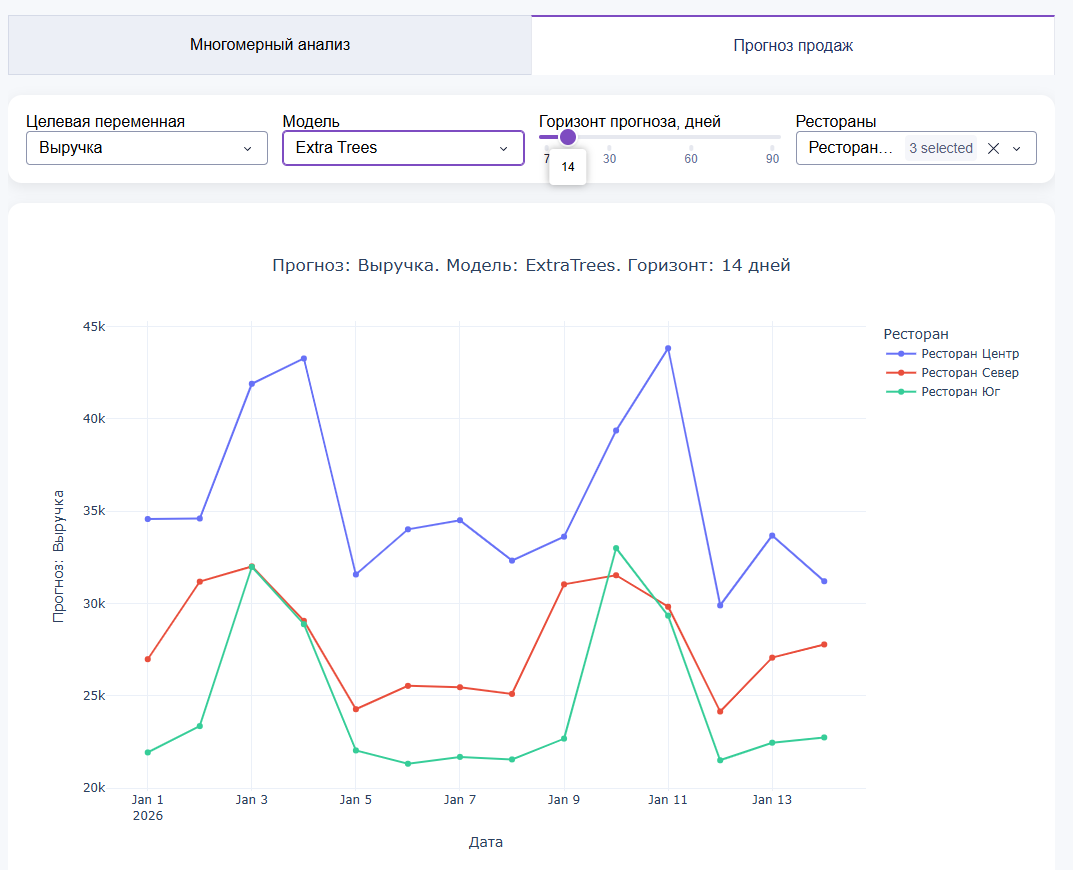 Многомерный анализ
Прогноз продаж
Целевая переменная
Выручка
Модель
Extra Trees
Горизонт прогноза, дней
7 30 60 90
14
Рестораны
Ресторан… 3 selected
Прогноз: Выручка. Модель: ExtraTrees. Горизонт: 14 дней
Прогноз: Выручка
45k
40k
35k
30k
25k
20k
Jan 1 Jan 3 Jan 5 Jan 7 Jan 9 Jan 11 Jan 13
2026
Дата
Ресторан
Ресторан Центр
Ресторан Север
Ресторан Юг